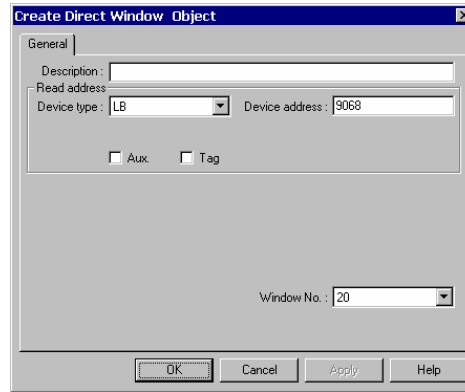 Create Direct Window Object
General
Description :
Read address
Device type : LB Device address : 9068
Aux. Tag
Window No. : 20
OK Cancel Apply Help